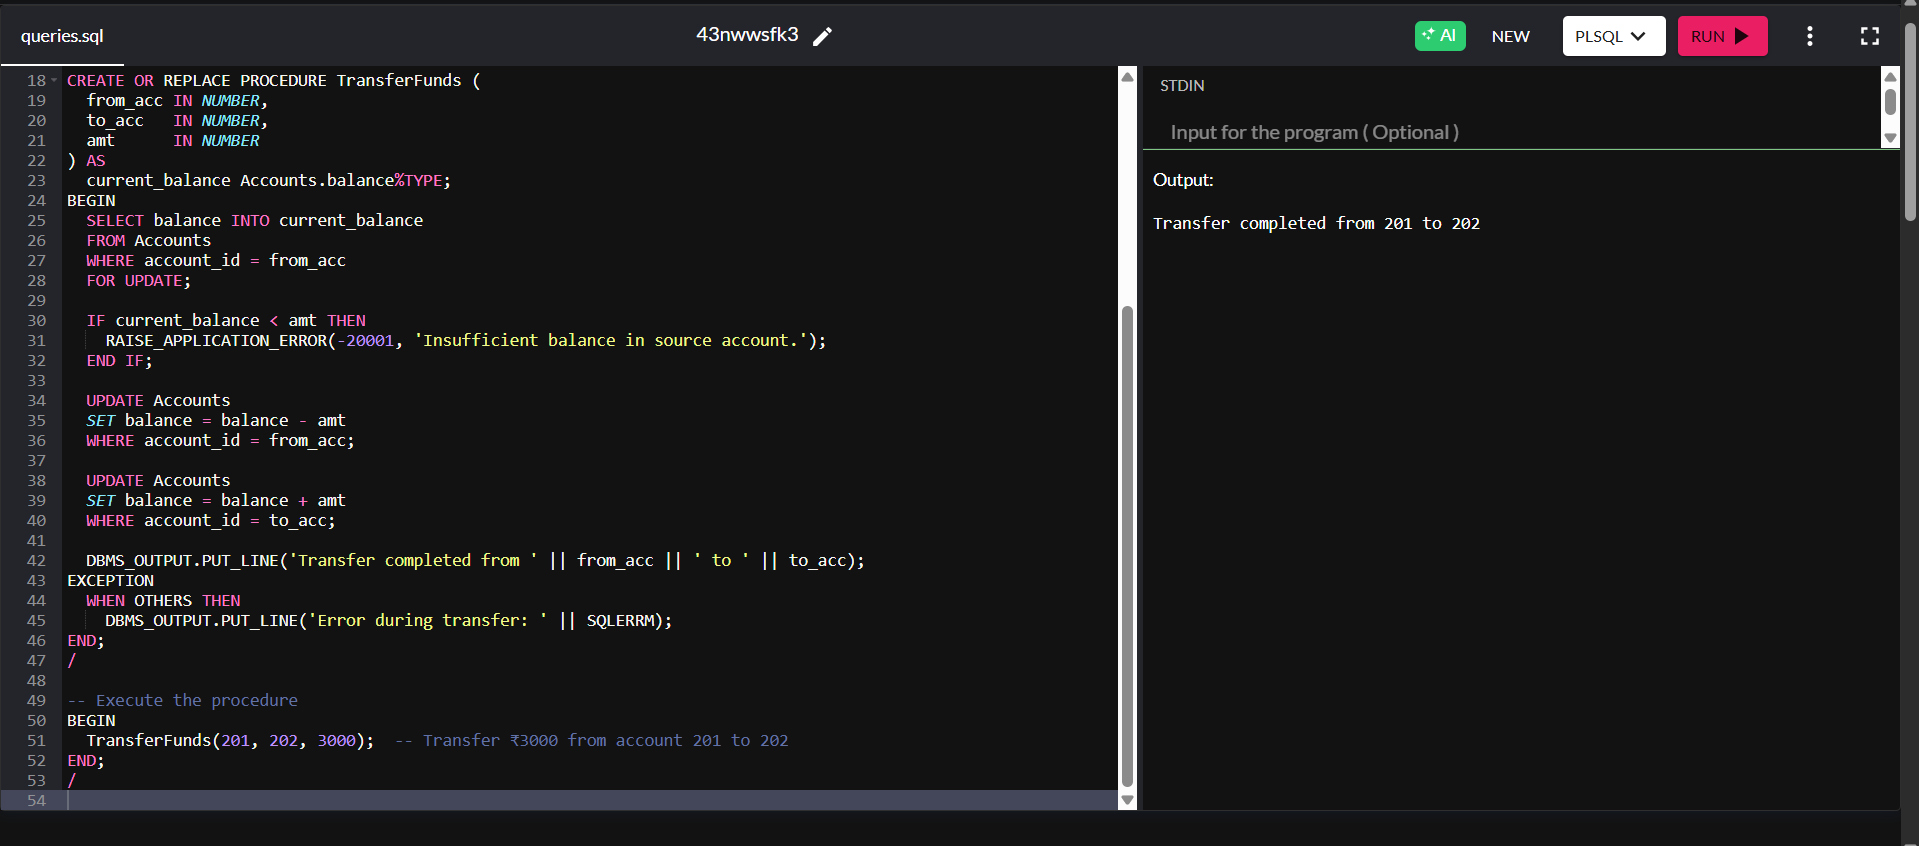 queries.sql
43nwwsfk3
AI
NEW
PLSQL
RUN
18 CREATE OR REPLACE PROCEDURE TransferFunds (
19   from_acc IN NUMBER,
20   to_acc   IN NUMBER,
21   amt      IN NUMBER
22 ) AS
23   current_balance Accounts.balance%TYPE;
24 BEGIN
25   SELECT balance INTO current_balance
26   FROM Accounts
27   WHERE account_id = from_acc
28   FOR UPDATE;
29
30   IF current_balance < amt THEN
31     RAISE_APPLICATION_ERROR(-20001, 'Insufficient balance in source account.');
32   END IF;
33
34   UPDATE Accounts
35   SET balance = balance - amt
36   WHERE account_id = from_acc;
37
38   UPDATE Accounts
39   SET balance = balance + amt
40   WHERE account_id = to_acc;
41
42   DBMS_OUTPUT.PUT_LINE('Transfer completed from ' || from_acc || ' to ' || to_acc);
43 EXCEPTION
44   WHEN OTHERS THEN
45     DBMS_OUTPUT.PUT_LINE('Error during transfer: ' || SQLERRM);
46 END;
47 /
48
49 -- Execute the procedure
50 BEGIN
51   TransferFunds(201, 202, 3000);  -- Transfer ₹3000 from account 201 to 202
52 END;
53 /
54
STDIN
Input for the program ( Optional )
Output:
Transfer completed from 201 to 202